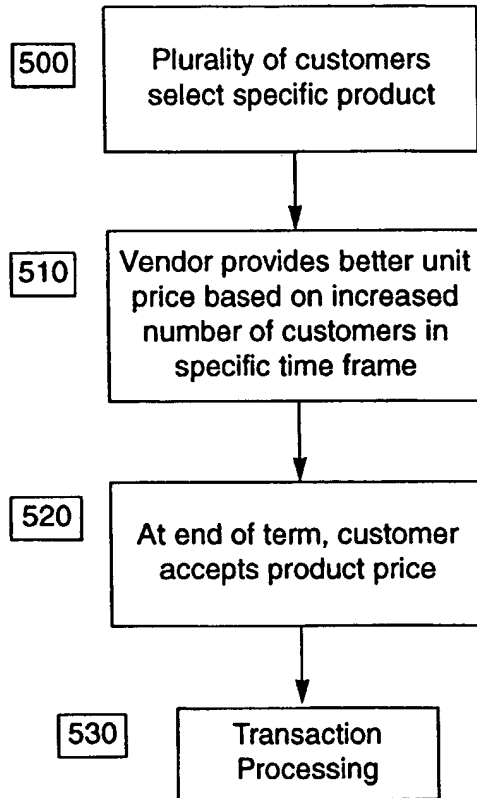 500
Plurality of customers
select specific product
510
Vendor provides better unit
price based on increased
number of customers in
specific time frame
520
At end of term, customer
accepts product price
530
Transaction
Processing